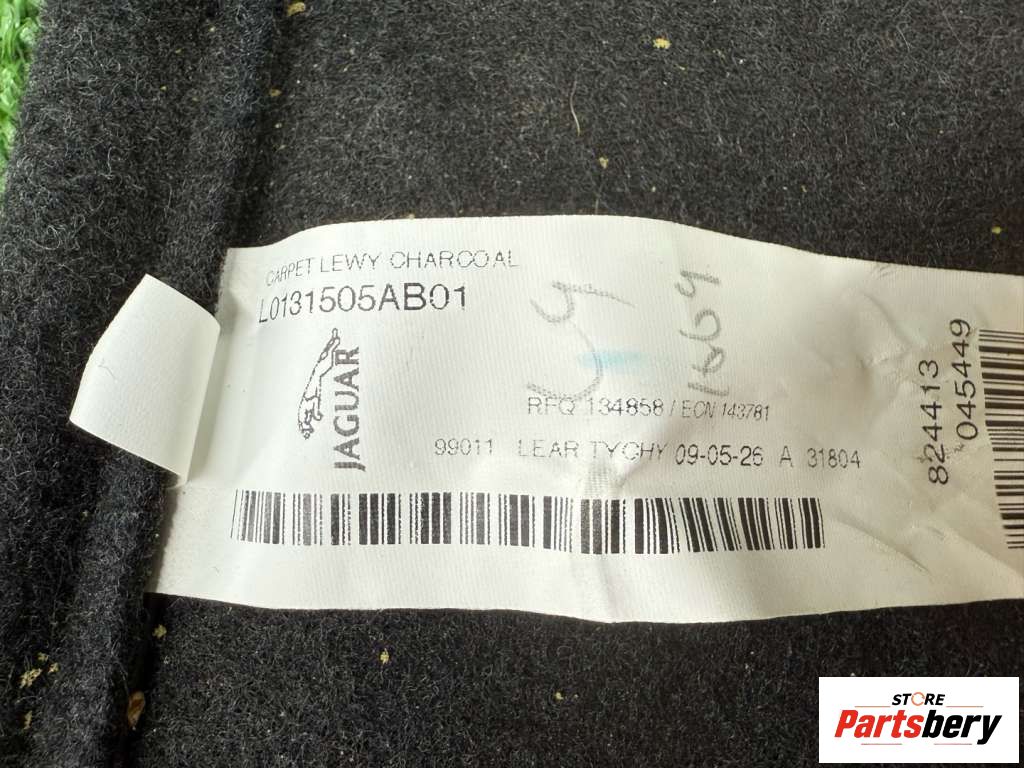 CARPET LEWY CHARCOAL
L0131505AB01
JAGUAR
RFQ 134858 / ECN 143781
99011 LEAR TYCHY 09-05-26 A 31804
824413
045449
STORE
Partsbery